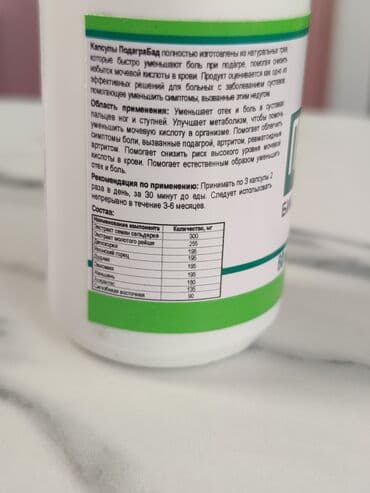 Капсулы ПодаграБад полностью изготовлены из натуральных трав,
которые быстро уменьшают боль при подагре, помогая снизить
избыток мочевой кислоты в крови. Продукт оценивается как одно из
эффективных решений для больных с заболеванием суставов,
помогающее уменьшить симптомы, вызванные этим недугом.
Область применения: Уменьшает отек и боль в суставах
пальцев ног и ступней. Улучшает метаболизм, чтобы помочь
уменьшить мочевую кислоту в организме. Помогает облегчить
симптомы боли, вызванные подагрой, артритом, ревматоидным
артритом. Помогает снизить риск высокого уровня мочевой
кислоты в крови. Помогает естественным образом уменьшить
отек и боль.
Рекомендация по применению: Принимать по 3 капсулы 2
раза в день, за 30 минут до еды. Следует использовать
непрерывно в течение 3-6 месяцев.
Состав:
Наименование компонента Количество, мг
Экстракт семян сельдерея 300
Экстракт молотого рейши 255
Диоскорея 195
195
195
195
Женьшень 195
180
135
90